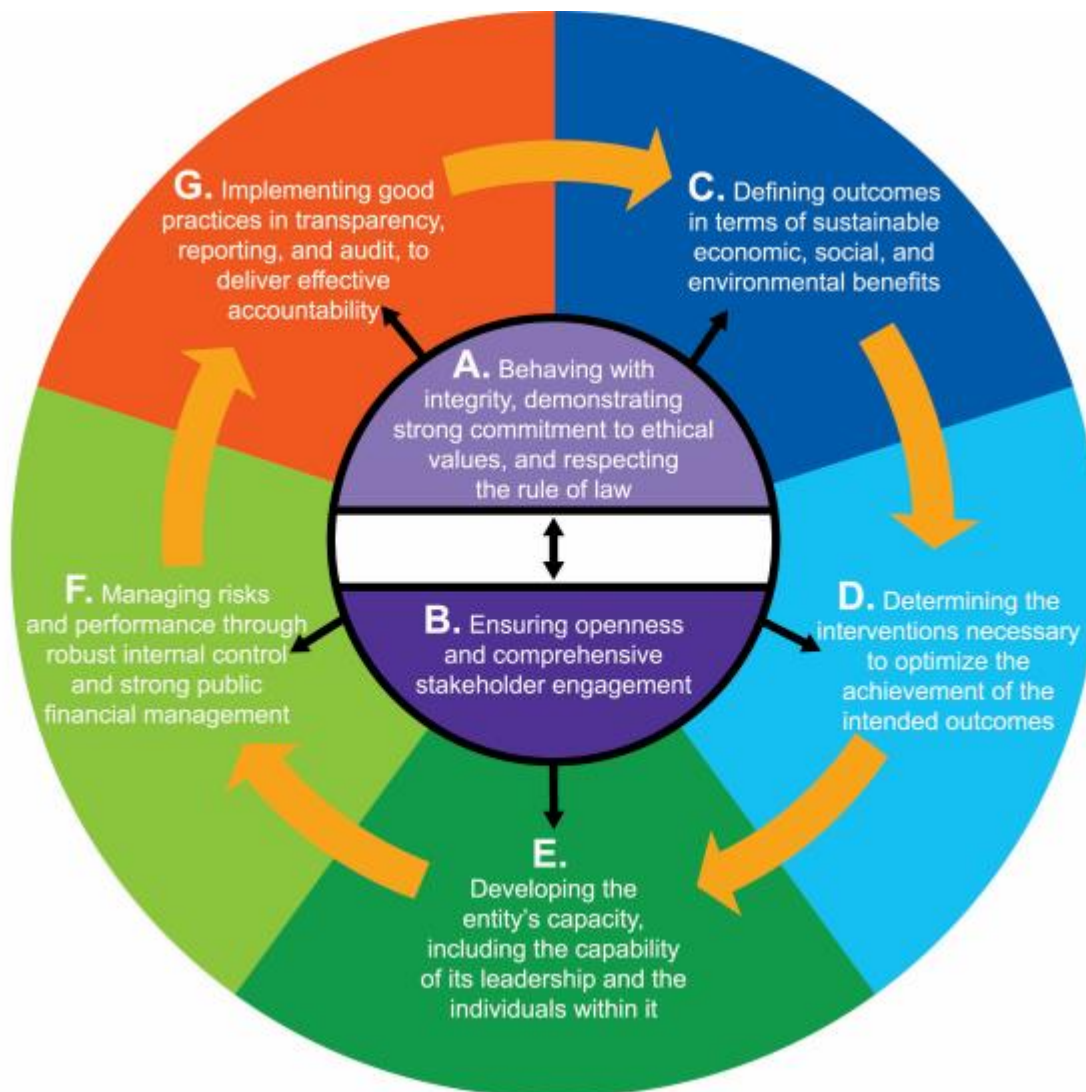 G. Implementing good
practices in transparency,
reporting, and audit, to
deliver effective
accountability
C. Defining outcomes
in terms of sustainable
economic, social, and
environmental benefits
A. Behaving with
integrity, demonstrating
strong commitment to ethical
values, and respecting
the rule of law
F. Managing risks
and performance through
robust internal control
and strong public
financial management
B. Ensuring openness
and comprehensive
stakeholder engagement
D. Determining the
interventions necessary
to optimize the
achievement of the
intended outcomes
E.
Developing the
entity's capacity,
including the capability
of its leadership and the
individuals within it